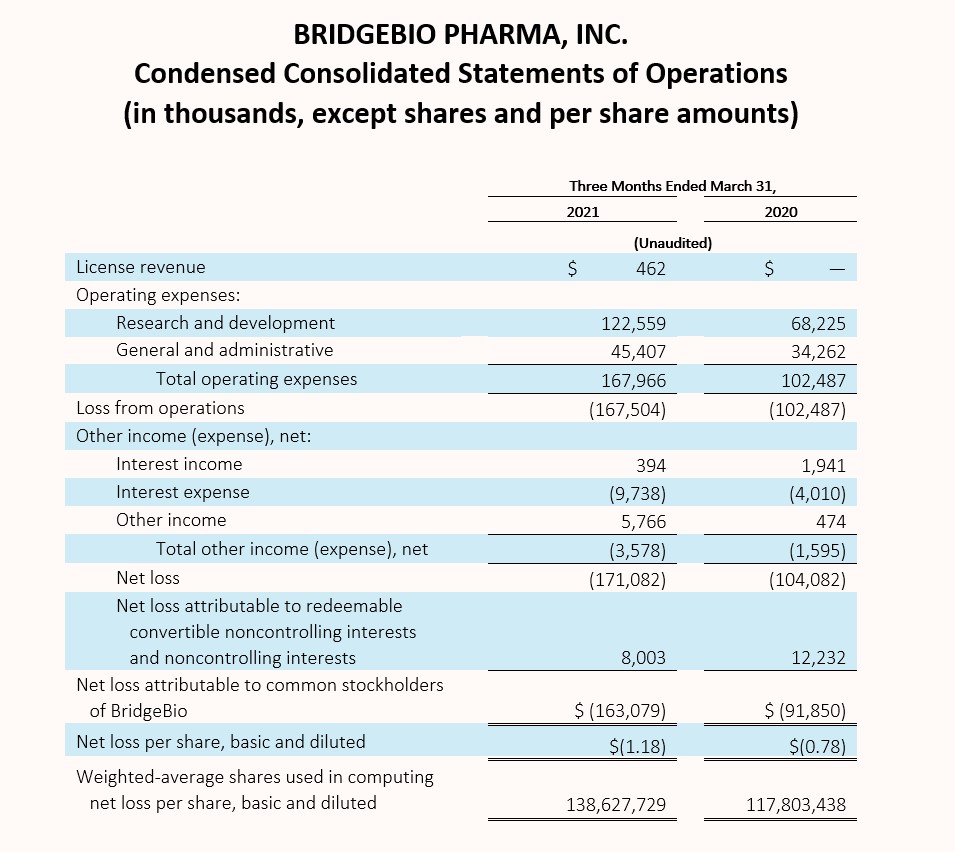 BRIDGEBIO PHARMA, INC.
Condensed Consolidated Statements of Operations
(in thousands, except shares and per share amounts)
Three Months Ended March 31,
2021 2020
(Unaudited)
License revenue $ 462 $ —
Operating expenses:
Research and development 122,559 68,225
General and administrative 45,407 34,262
Total operating expenses 167,966 102,487
Loss from operations (167,504) (102,487)
Other income (expense), net:
Interest income 394 1,941
Interest expense (9,738) (4,010)
Other income 5,766 474
Total other income (expense), net (3,578) (1,595)
Net loss (171,082) (104,082)
Net loss attributable to redeemable
convertible noncontrolling interests
and noncontrolling interests 8,003 12,232
Net loss attributable to common stockholders
of BridgeBio $ (163,079) $ (91,850)
Net loss per share, basic and diluted $(1.18) $(0.78)
Weighted-average shares used in computing
net loss per share, basic and diluted 138,627,729 117,803,438